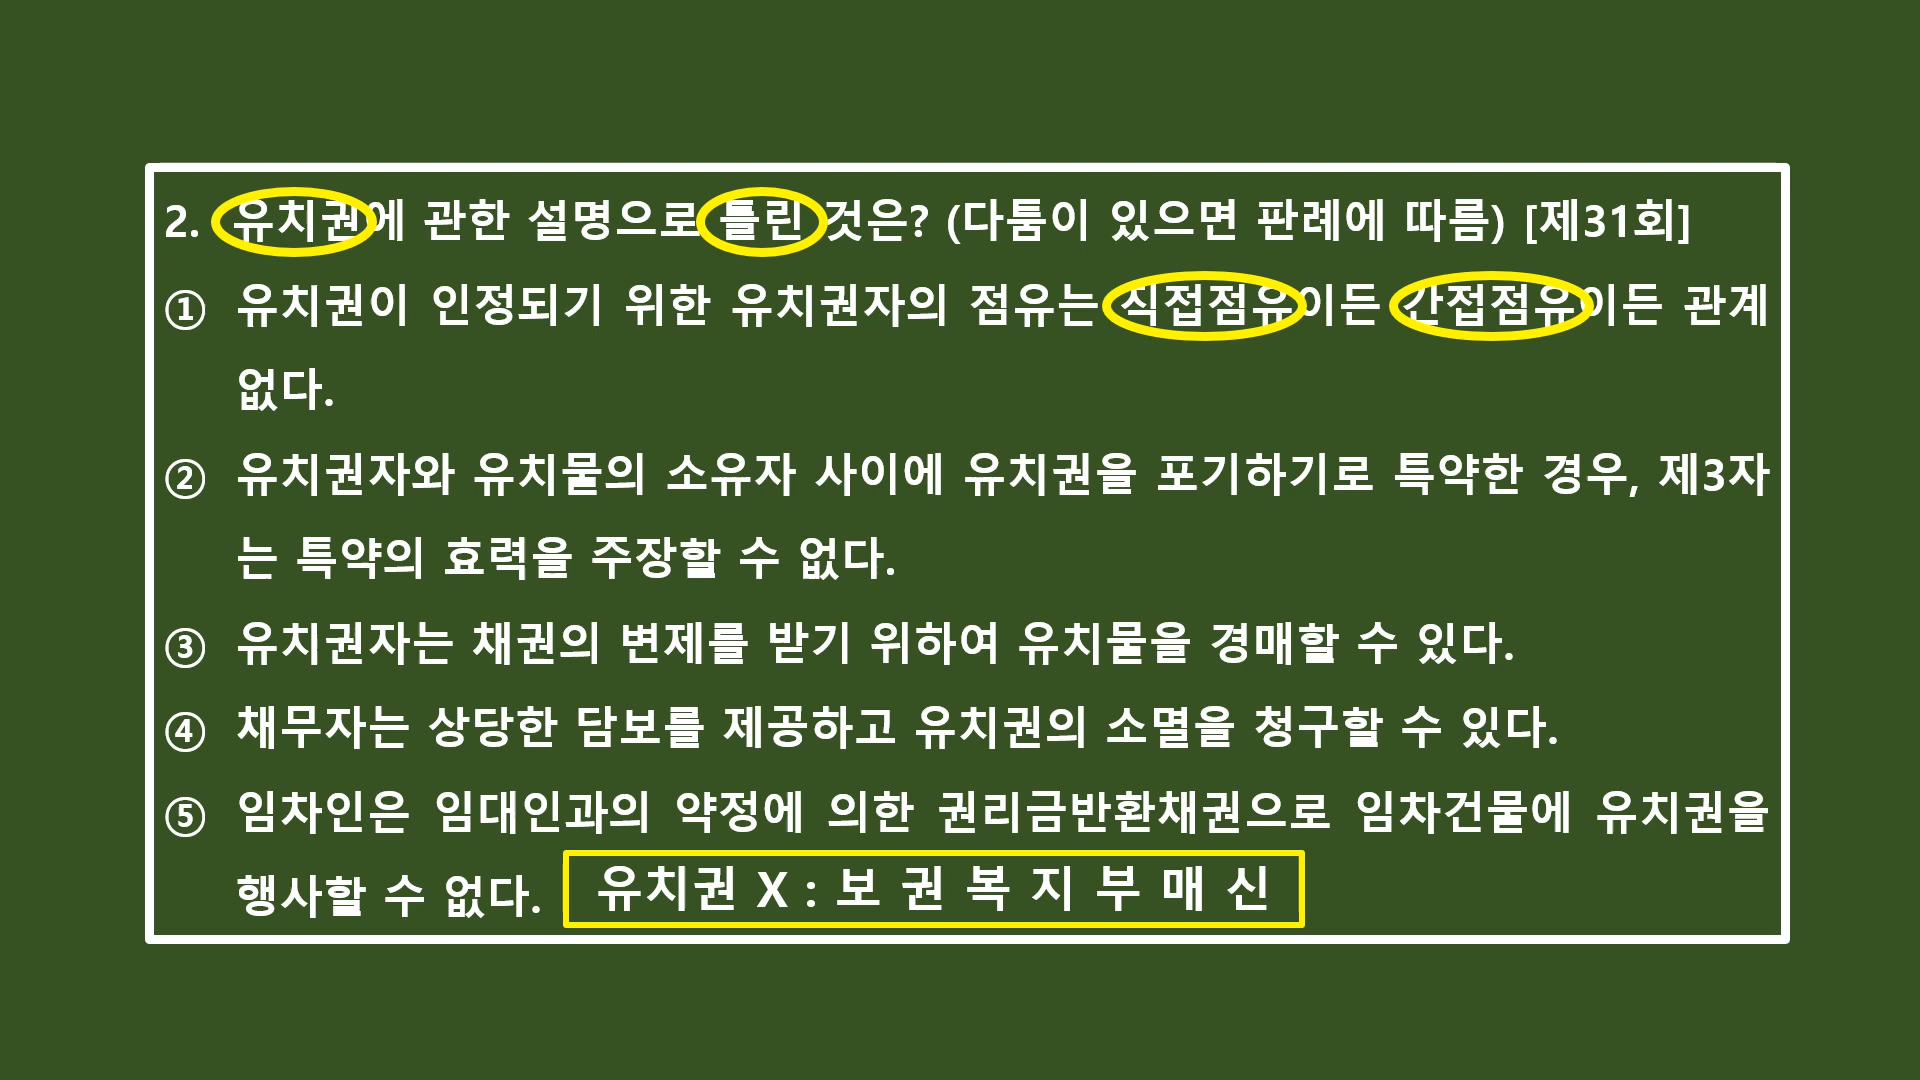 2. 유치권에 관한 설명으로 틀린 것은? (다툼이 있으면 판례에 따름) [제31회]
① 유치권이 인정되기 위한 유치권자의 점유는 직접점유이든 간접점유이든 관계
없다.
② 유치권자와 유치물의 소유자 사이에 유치권을 포기하기로 특약한 경우, 제3자
는 특약의 효력을 주장할 수 없다.
③ 유치권자는 채권의 변제를 받기 위하여 유치물을 경매할 수 있다.
④ 채무자는 상당한 담보를 제공하고 유치권의 소멸을 청구할 수 있다.
⑤ 임차인은 임대인과의 약정에 의한 권리금반환채권으로 임차건물에 유치권을
행사할 수 없다. 유치권 X : 보 권 복 지 부 매 신